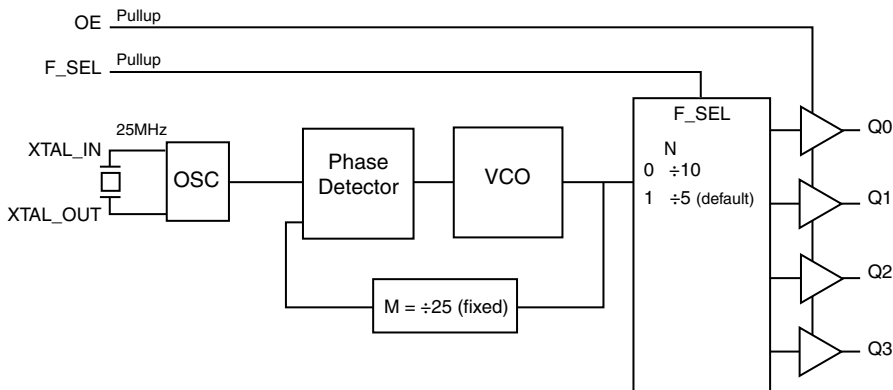 OE Pullup
F_SEL Pullup
25MHz
XTAL_IN
XTAL_OUT
OSC
Phase
Detector
VCO
M = ÷25 (fixed)
F_SEL
N
0 ÷10
1 ÷5 (default)
Q0
Q1
Q2
Q3